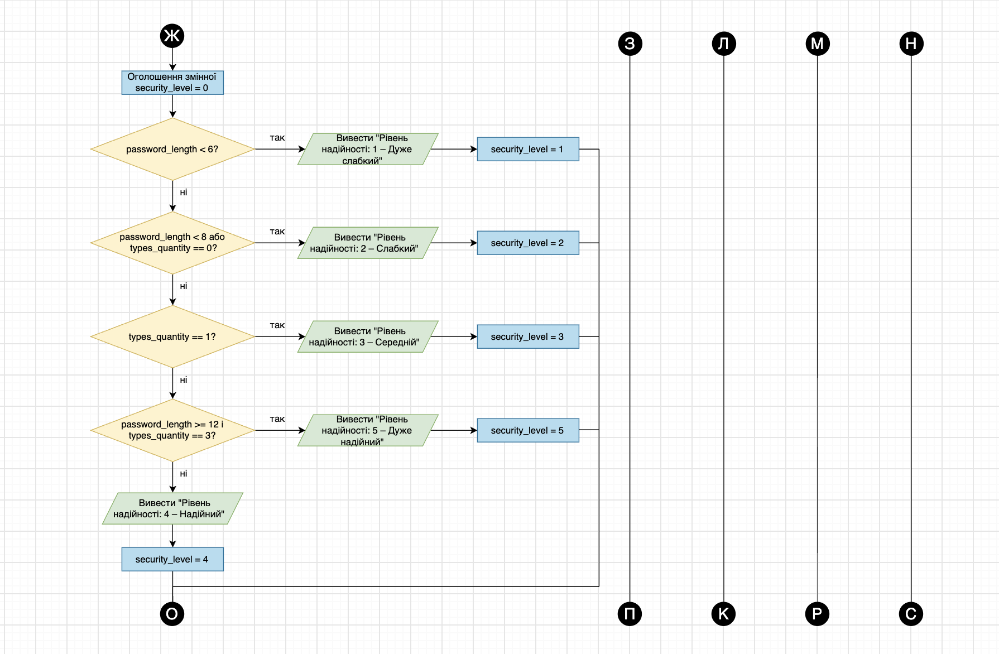 Ж
З
Л
М
Н
Оголошення змінної
security_level = 0
password_length < 6?
так
Вивести "Рівень
надійності: 1 – Дуже
слабкий"
security_level = 1
ні
password_length < 8 або
types_quantity == 0?
так
Вивести "Рівень
надійності: 2 – Слабкий"
security_level = 2
ні
types_quantity == 1?
так
Вивести "Рівень
надійності: 3 – Середній"
security_level = 3
ні
password_length >= 12 і
types_quantity == 3?
так
Вивести "Рівень
надійності: 5 – Дуже
надійний"
security_level = 5
ні
Вивести "Рівень
надійності: 4 – Надійний"
security_level = 4
О
П
К
Р
С